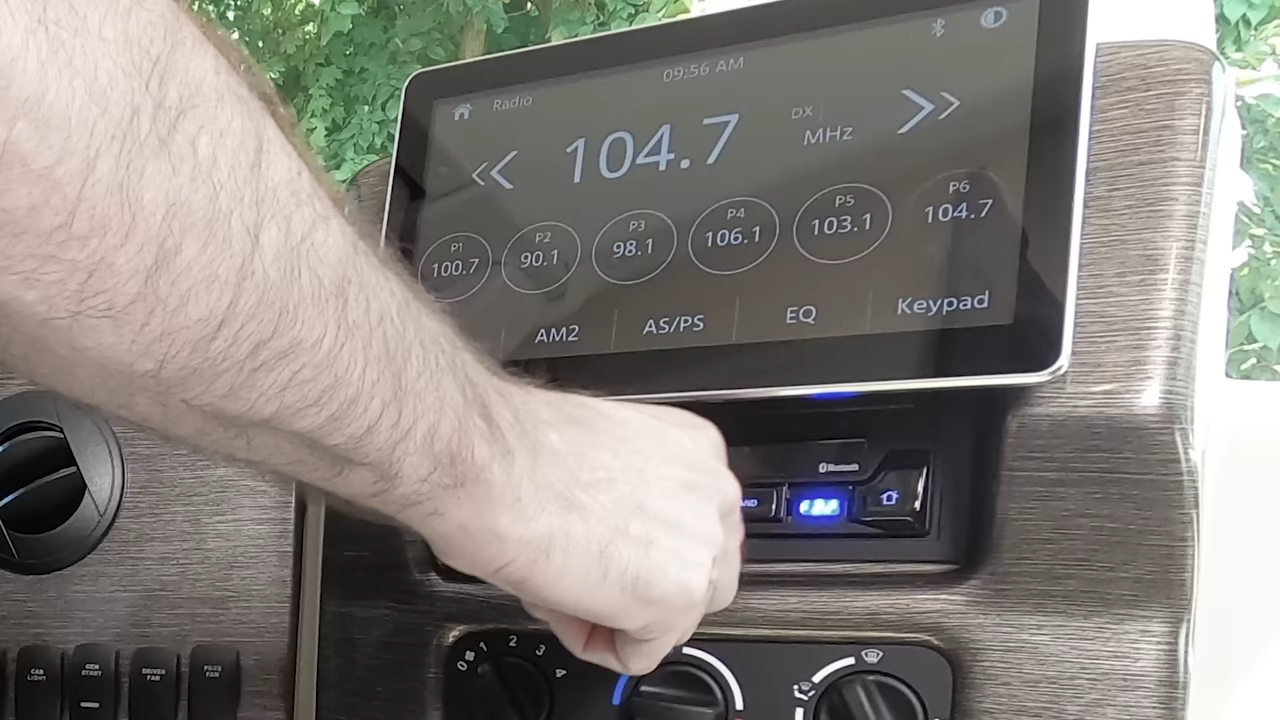 09:56 AM
Radio
104.7
DX
MHz
P1
100.7
P2
90.1
P3
98.1
P4
106.1
P5
103.1
P6
104.7
AM2
AS/PS
EQ
Keypad
Bluetooth
0 1 2 3 4
CAB
LIGHT
GEN
START
DRIVER
FAN
PASS
FAN